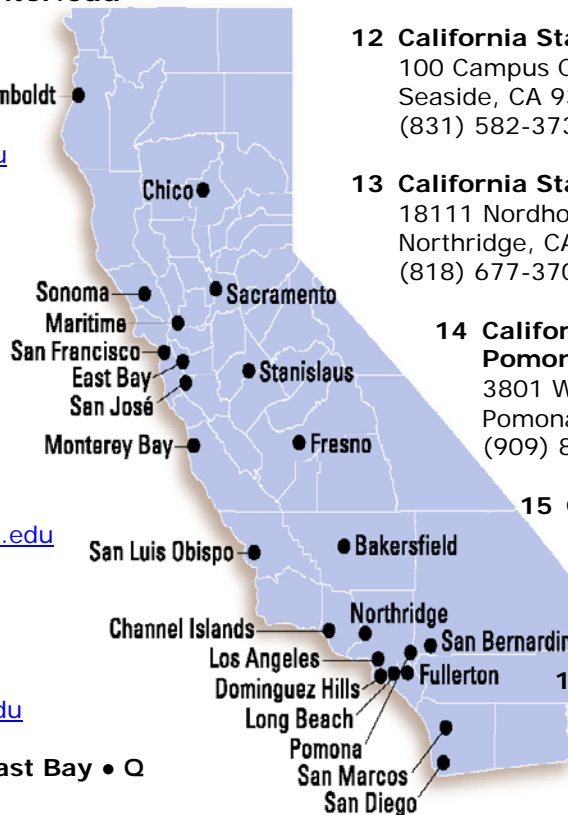 12 California Sta
100 Campus C
Seaside, CA 9
(831) 582-373
mboldt
u
Chico
13 California Sta
18111 Nordho
Northridge, CA
(818) 677-370
Sonoma
Sacramento
Maritime
San Francisco
East Bay
San José
Stanislaus
14 Califor
Pomon
3801 W
Pomona
(909) 8
Monterey Bay
Fresno
15
.edu
San Luis Obispo
Bakersfield
Channel Islands
Northridge
Los Angeles
San Bernardin
Dominguez Hills
Fullerton
1
Long Beach
du
Pomona
ast Bay • Q
San Marcos
San Diego